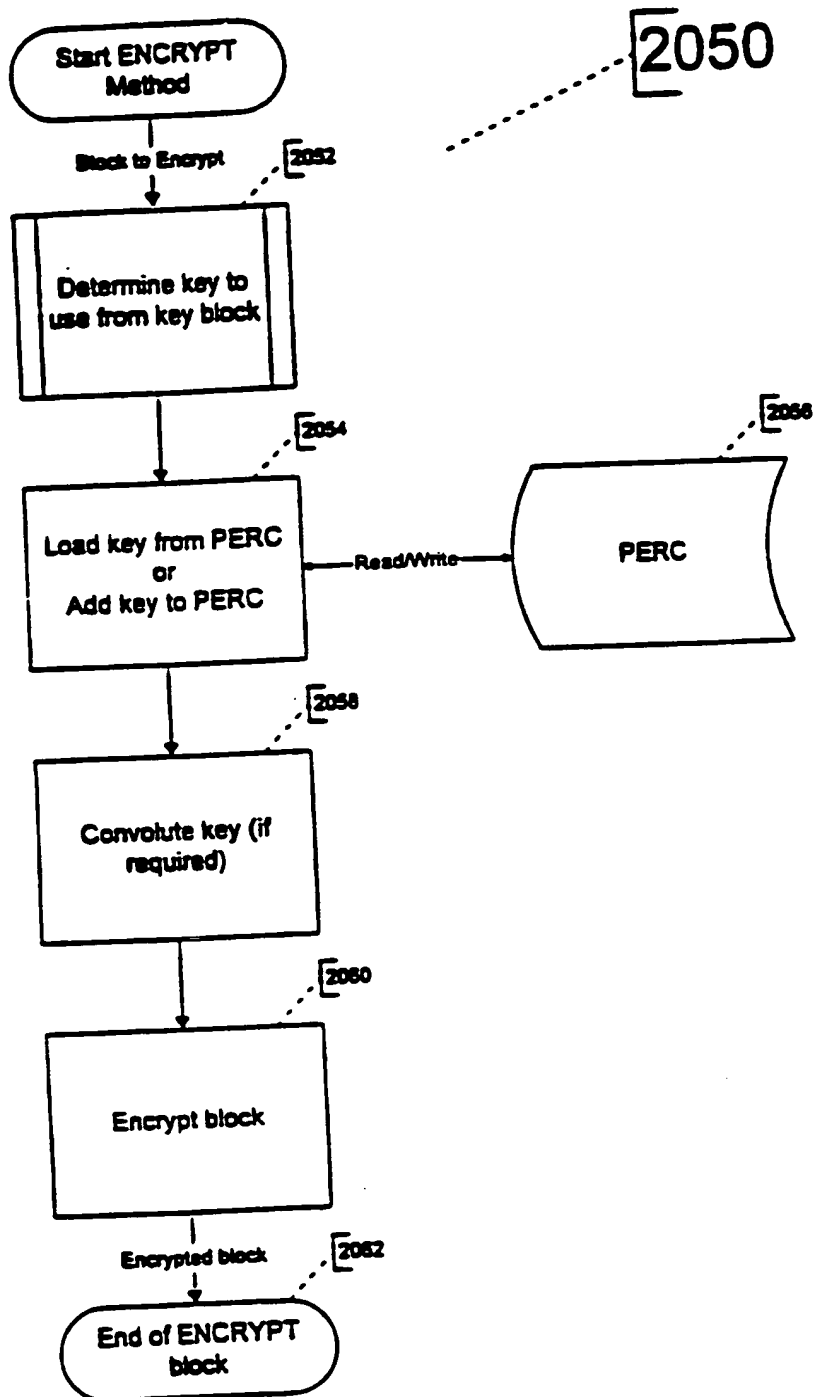 Start ENCRYPT
Method
2050
Block to Encrypt
2052
Determine key to
use from key block
2054
2056
Load key from PERC
or
Add key to PERC
Read/Write
PERC
2058
Convolute key (if
required)
2060
Encrypt block
Encrypted block
2062
End of ENCRYPT
block